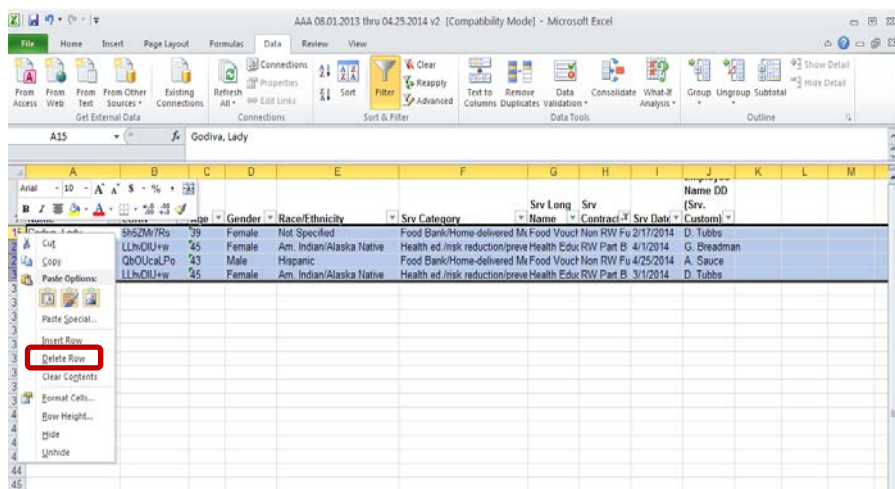 AAA 08.01.2013 thru 04.25.2014 v2 [Compatibility Mode] - Microsoft Excel
File Home Insert Page Layout Formulas Data Review View
From Access From Web From Text From Other Sources Existing Connections Refresh All Connections Properties Edit Links Sort Filter Clear Reapply Advanced Text to Columns Remove Duplicates Data Validation Consolidate What-If Analysis Group Ungroup Subtotal Show Detail Hide Detail
Get External Data Connections Sort & Filter Data Tools Outline
A15 fx Godiva, Lady
A B C D E F G H I J K L M
Arial 10 A A $ % ,
B I A
Name DD (Srv. Custom)
Age Gender Race/Ethnicity Srv Category Srv Long Name Srv Contract Srv Date
15 5h5ZMr7Rs 39 Female Not Specified Food Bank/Home-delivered Me Food Vouch Non RW Fu 2/17/2014 D. Tubbs
LLhvDIU+w 45 Female Am. Indian/Alaska Native Health ed./risk reduction/preve Health Educ RW Part B 4/1/2014 G. Breadman
QbOUcaLPo 43 Male Hispanic Food Bank/Home-delivered Me Food Vouch Non RW Fu 4/25/2014 A. Sauce
LLhvDIU+w 45 Female Am. Indian/Alaska Native Health ed./risk reduction/preve Health Educ RW Part B 3/1/2014 D. Tubbs
Cut
Copy
Paste Options:
Paste Special...
Insert Row
Delete Row
Clear Contents
Format Cells...
Row Height...
Hide
Unhide
44
45